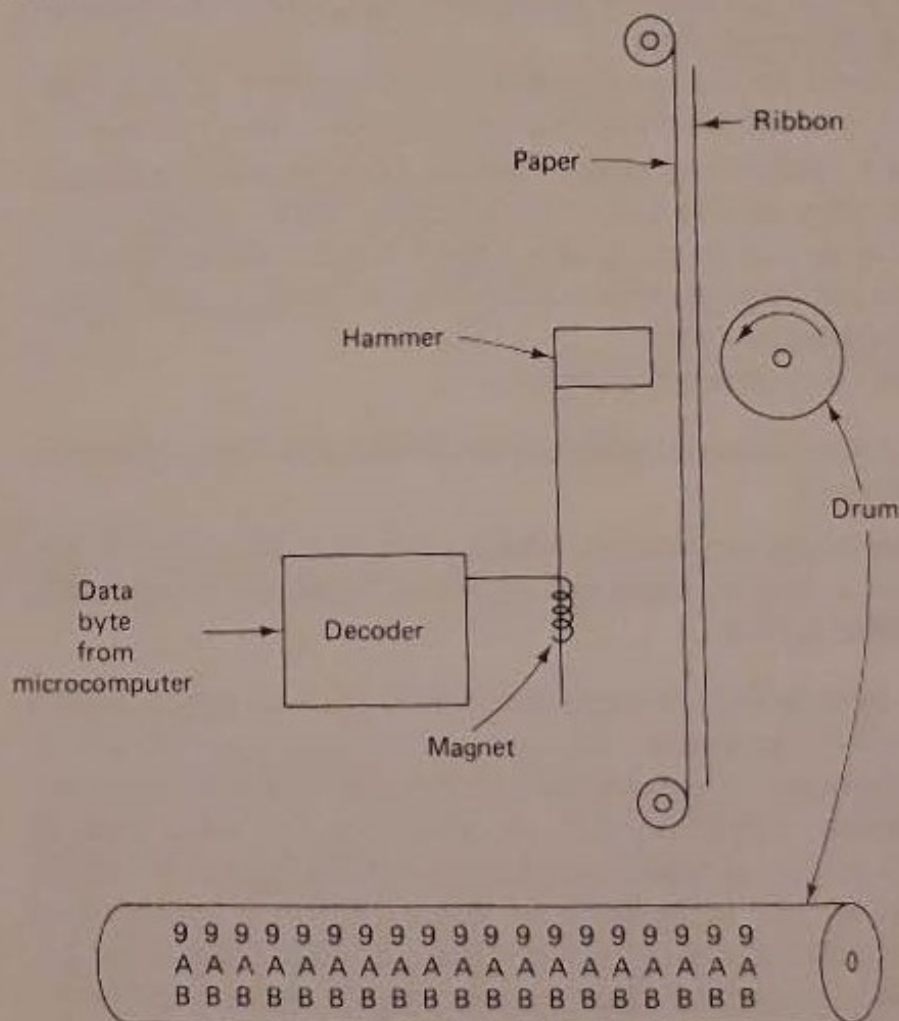 Ribbon
Paper
Hammer
Drum
Data
byte
from
microcomputer
Decoder
Magnet
9 9 9 9 9 9 9 9 9 9 9 9 9 9 9 9 9 9 9
A A A A A A A A A A A A A A A A A A A
B B B B B B B B B B B B B B B B B B B